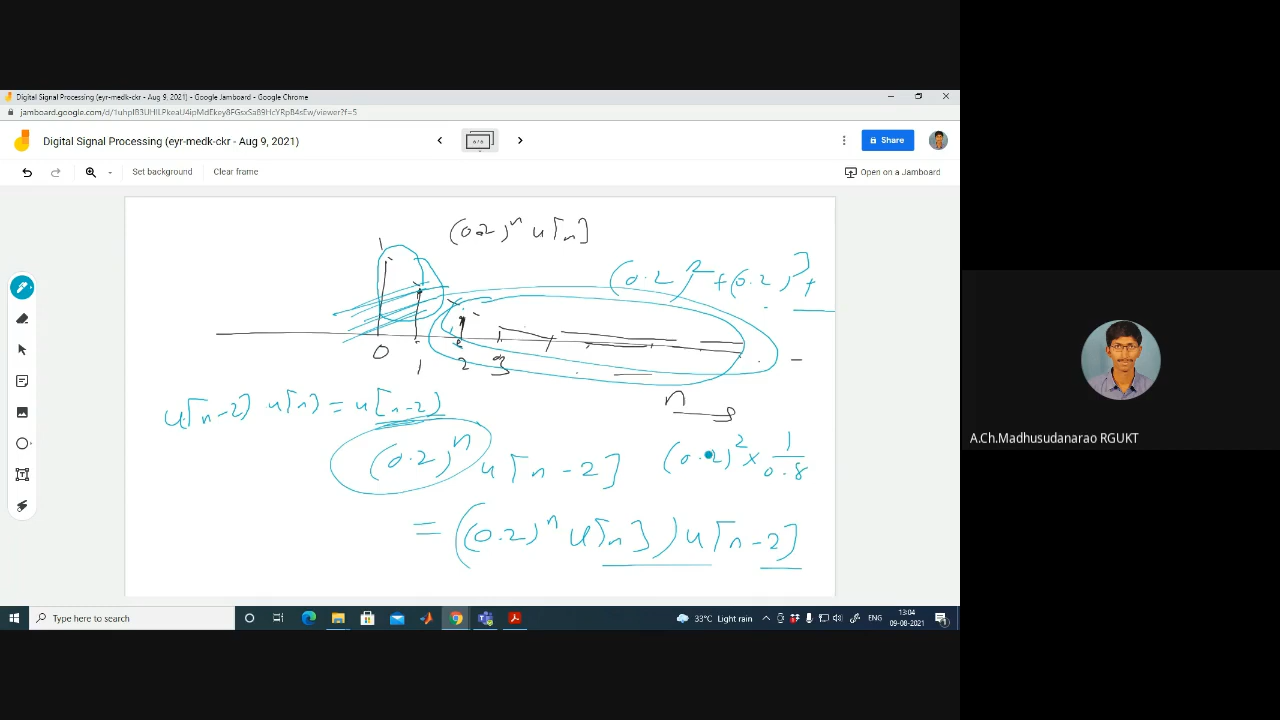 Digital Signal Processing (eyr-medk-ckr - Aug 9, 2021) - Google Jamboard - Google Chrome
Digital Signal Processing (eyr-medk-ckr - Aug 9, 2021)
6 / 6
Share
Set background
Clear frame
Open on a Jamboard
(0.2)^n u[n]
(0.2)^2 + (0.2)^3 +
1
0 1 2 3
n
u[n-2] u[n] = u[n-2]
(0.2)^n u[n-2]
(0.2)^2 × 1/0.8
= ((0.2)^n u[n]) u[n-2]
A.Ch.Madhusudanarao RGUKT
Type here to search
33°C Light rain
ENG
13:04
09-08-2021